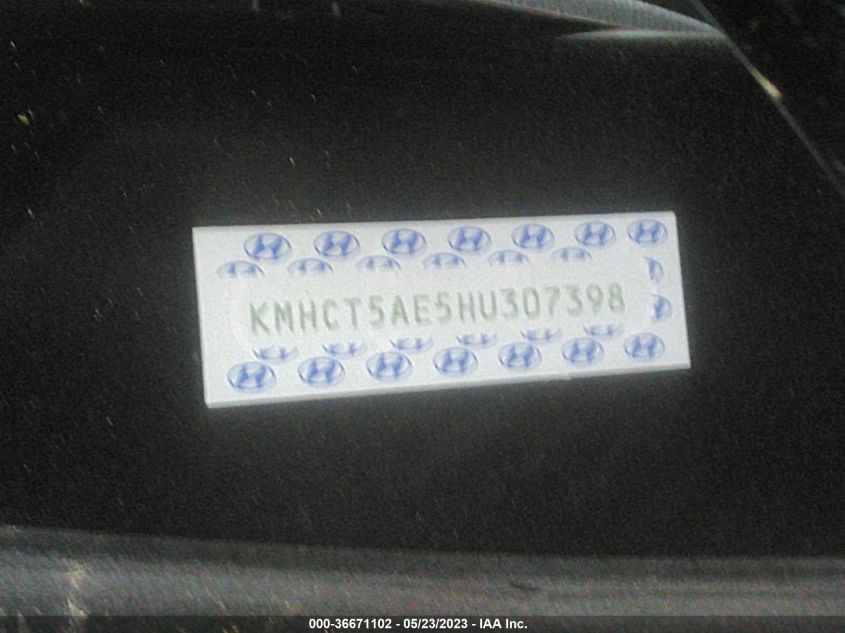 KMHCT5AE5HU307398
000-36671102 - 05/23/2023 - IAA Inc.